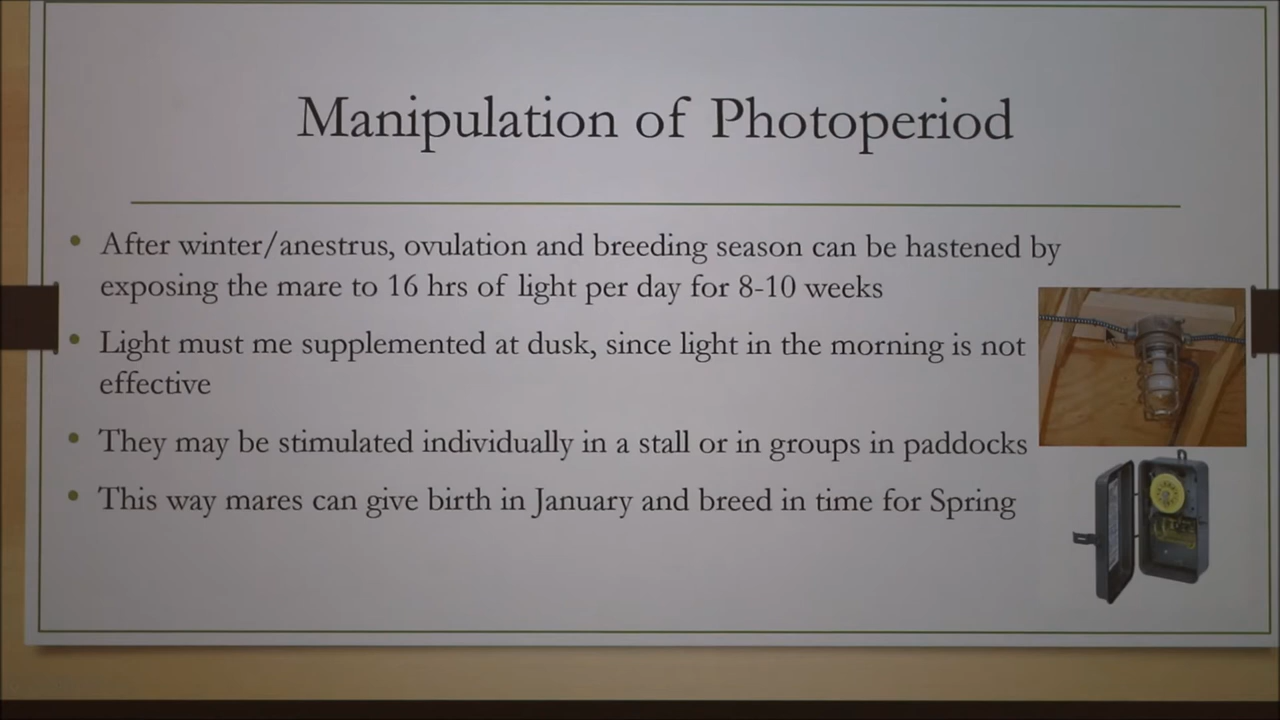 Manipulation of Photoperiod
After winter/anestrus, ovulation and breeding season can be hastened by
exposing the mare to 16 hrs of light per day for 8-10 weeks
Light must me supplemented at dusk, since light in the morning is not
effective
They may be stimulated individually in a stall or in groups in paddocks
This way mares can give birth in January and breed in time for Spring